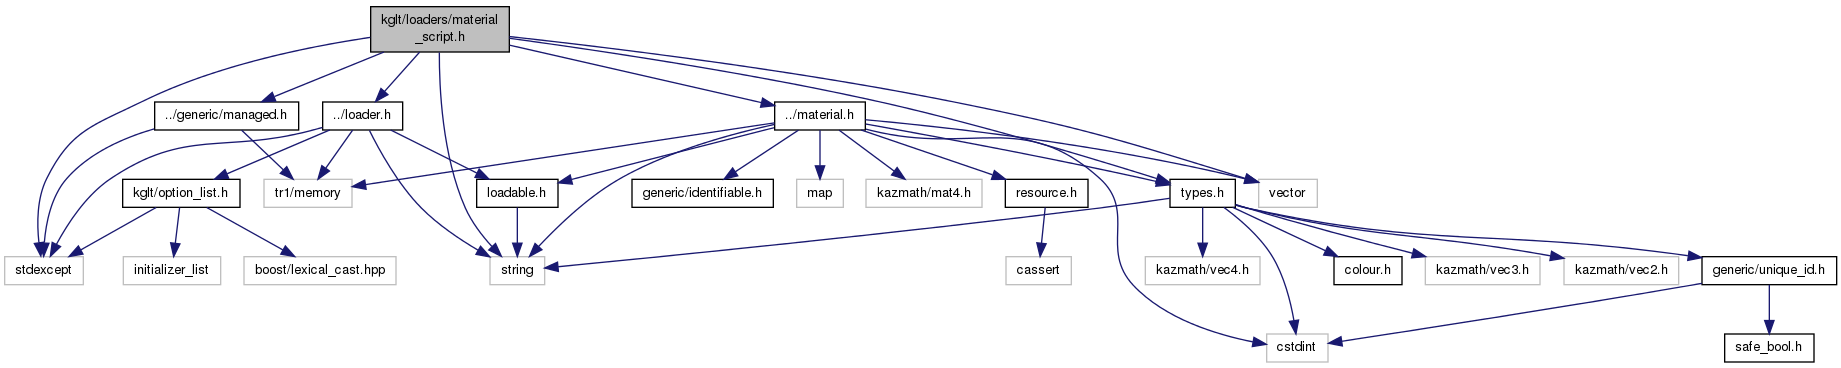 kglt/loaders/material
_script.h
../generic/managed.h
../loader.h
../material.h
kglt/option_list.h
tr1/memory
loadable.h
generic/identifiable.h
map
kazmath/mat4.h
resource.h
types.h
vector
stdexcept
initializer_list
boost/lexical_cast.hpp
string
cassert
kazmath/vec4.h
colour.h
kazmath/vec3.h
kazmath/vec2.h
generic/unique_id.h
cstdint
safe_bool.h